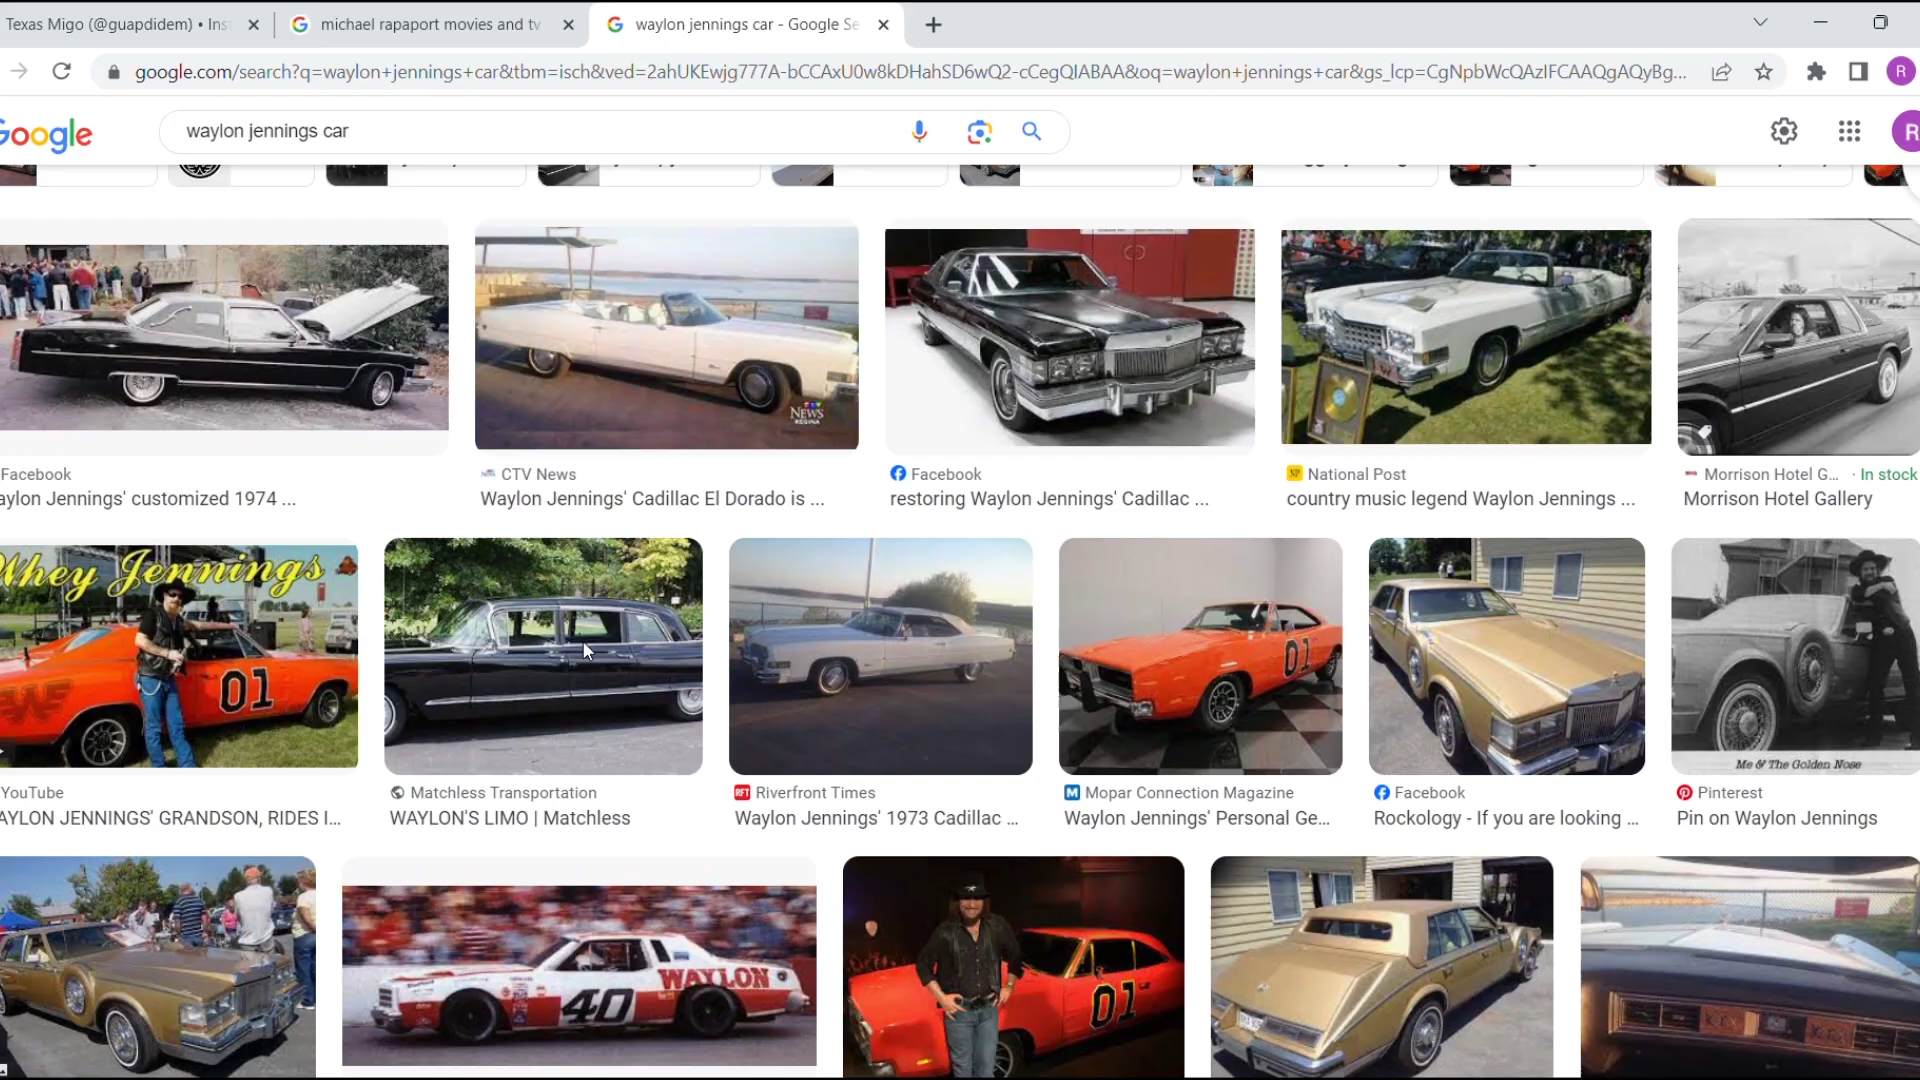 Texas Migo (@guapdidem) • Ins
michael rapaport movies and tv
waylon jennings car - Google Se
google.com/search?q=waylon+jennings+car&tbm=isch&ved=2ahUKEwjg777A-bCCAxU0w8kDHahSD6wQ2-cCegQIABAA&oq=waylon+jennings+car&gs_lcp=CgNpbWcQAzIFCAAQgAQyBg...
R
Google
waylon jennings car
R
NEWS
REGINA
Facebook
aylon Jennings' customized 1974 ...
CTV News
Waylon Jennings' Cadillac El Dorado is ...
Facebook
restoring Waylon Jennings' Cadillac ...
NP
National Post
country music legend Waylon Jennings ...
Morrison Hotel G... · In stock
Morrison Hotel Gallery
Whey Jennings
01
01
Me & The Golden Nose
YouTube
AYLON JENNINGS' GRANDSON, RIDES I...
Matchless Transportation
WAYLON'S LIMO | Matchless
RFT
Riverfront Times
Waylon Jennings' 1973 Cadillac ...
M
Mopar Connection Magazine
Waylon Jennings' Personal Ge...
Facebook
Rockology - If you are looking ...
Pinterest
Pin on Waylon Jennings
WAYLON
40
01